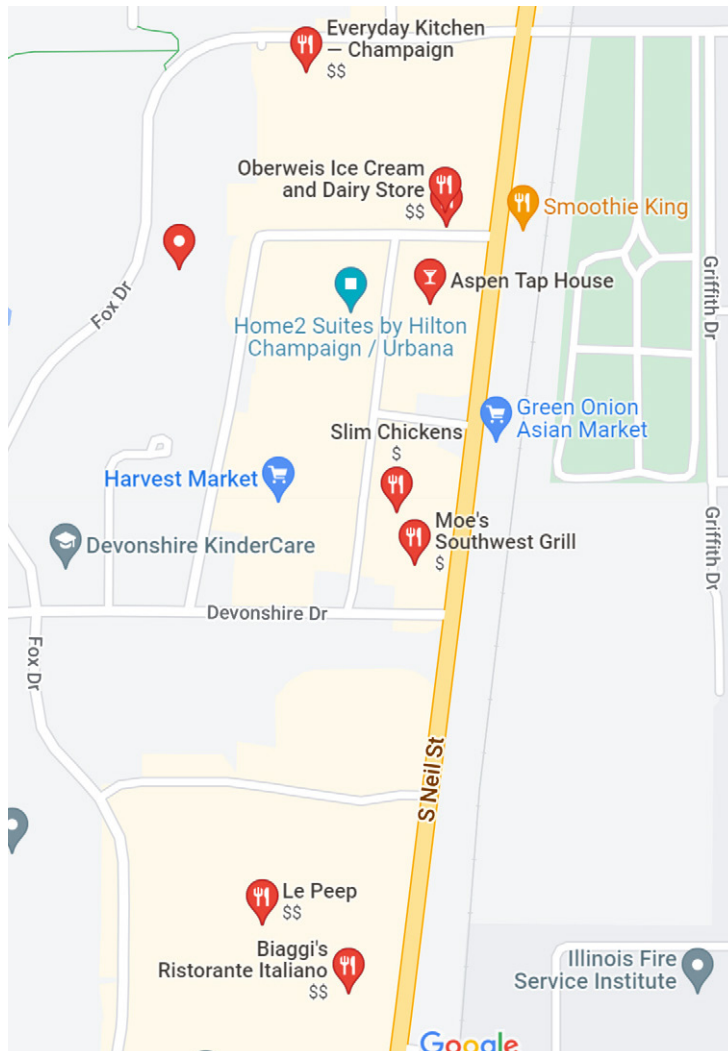 Everyday Kitchen
— Champaign
$$
Oberweis Ice Cream
and Dairy Store
$$
Smoothie King
Fox Dr
Griffith Dr
Aspen Tap House
Home2 Suites by Hilton
Champaign / Urbana
Green Onion
Asian Market
Slim Chickens
$
Harvest Market
Moe's
Southwest Grill
$
Griffith Dr
Devonshire KinderCare
Devonshire Dr
Fox Dr
S Neil St
Le Peep
$$
Biaggi's
Ristorante Italiano
$$
Illinois Fire
Service Institute
Google